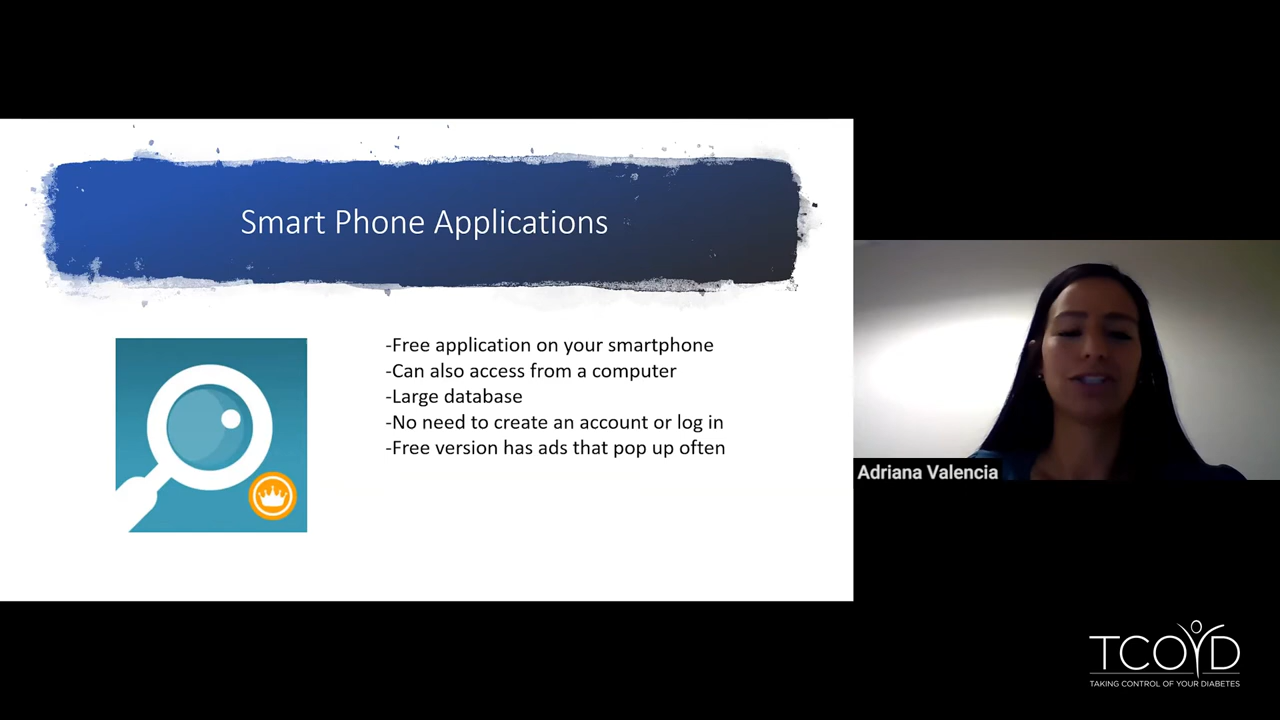 Smart Phone Applications
-Free application on your smartphone
-Can also access from a computer
-Large database
-No need to create an account or log in
-Free version has ads that pop up often
Adriana Valencia
TCOYD
TAKING CONTROL OF YOUR DIABETES